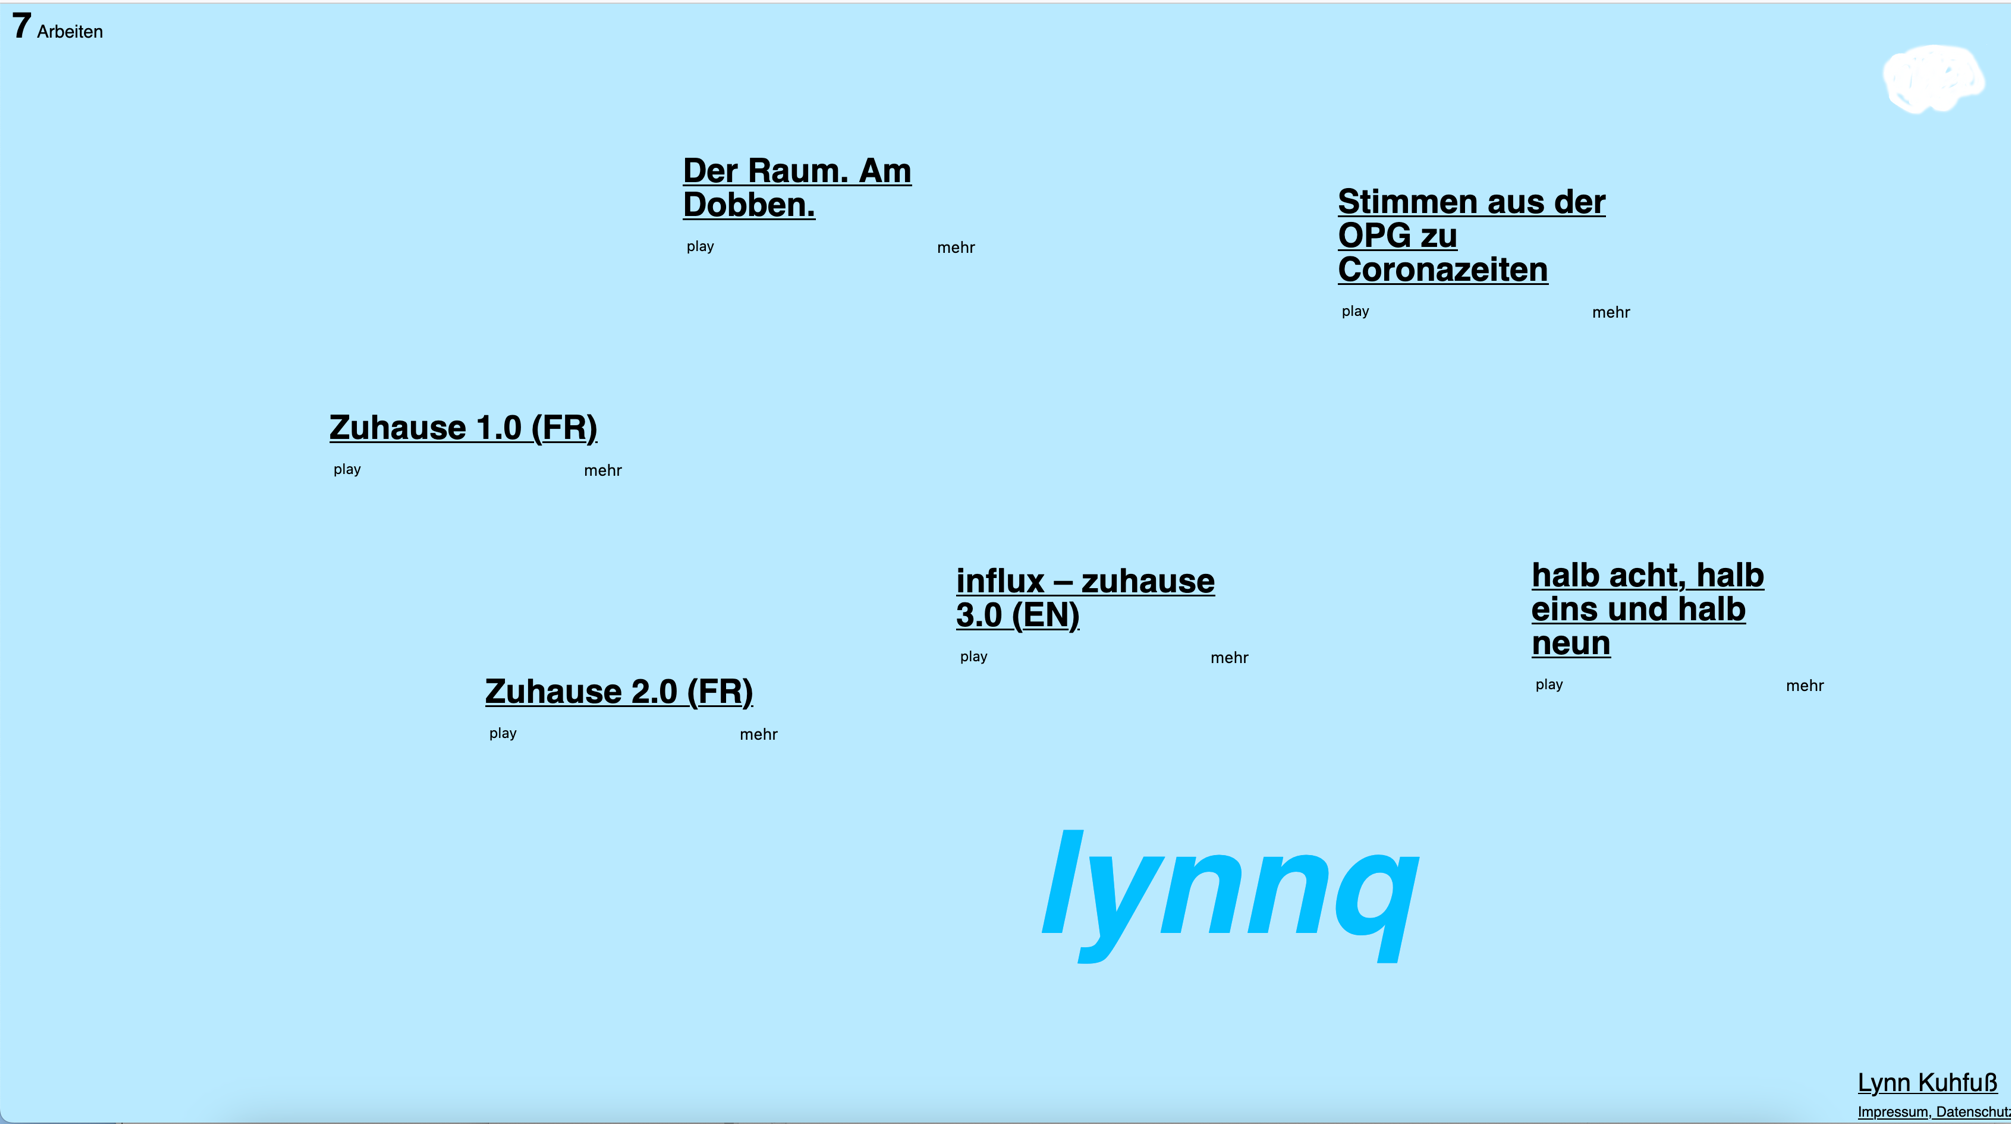 7 Arbeiten
Der Raum. Am
Dobben.
play mehr
Stimmen aus der
OPG zu
Coronazeiten
play mehr
Zuhause 1.0 (FR)
play mehr
influx – zuhause
3.0 (EN)
play mehr
halb acht, halb
eins und halb
neun
play mehr
Zuhause 2.0 (FR)
play mehr
lynnq
Lynn Kuhfuß
Impressum, Datenschutz